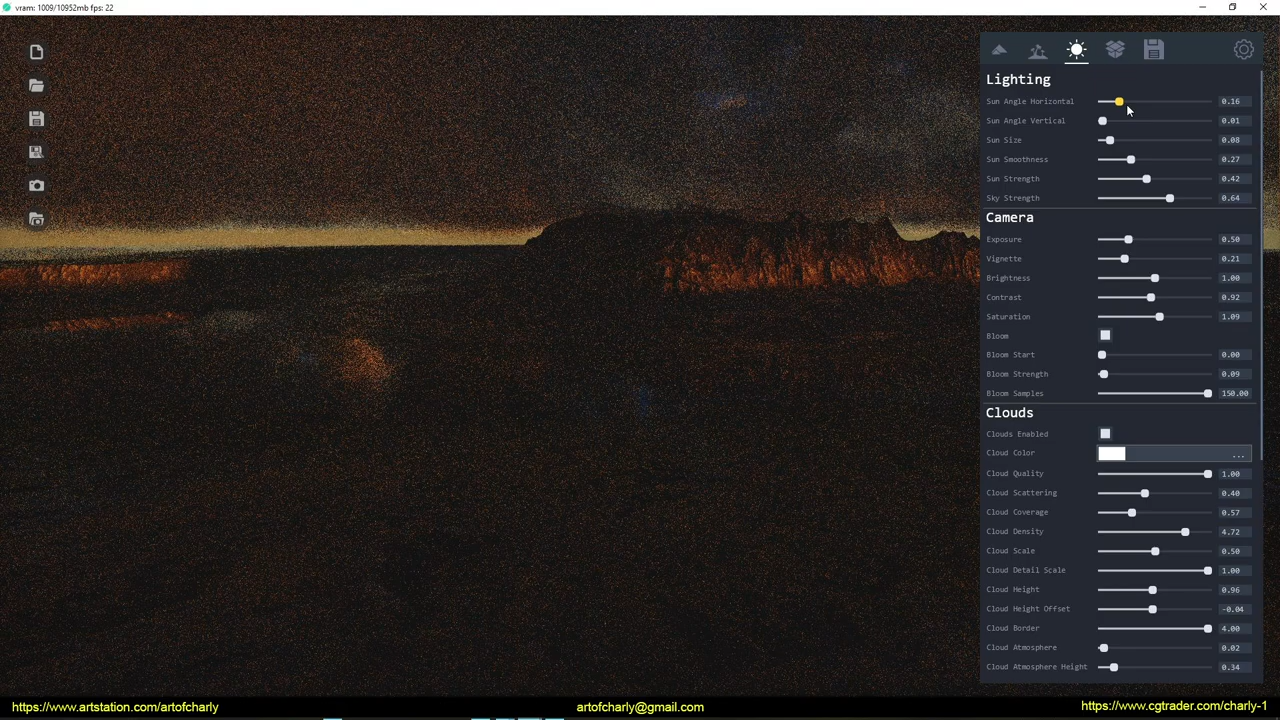 vram: 1009/10952mb fps: 22
Lighting
Sun Angle Horizontal 0.16
Sun Angle Vertical 0.01
Sun Size 0.08
Sun Smoothness 0.27
Sun Strength 0.42
Sky Strength 0.64
Camera
Exposure 0.50
Vignette 0.21
Brightness 1.00
Contrast 0.92
Saturation 1.09
Bloom
Bloom Start 0.00
Bloom Strength 0.09
Bloom Samples 150.00
Clouds
Clouds Enabled
Cloud Color ...
Cloud Quality 1.00
Cloud Scattering 0.40
Cloud Coverage 0.57
Cloud Density 4.72
Cloud Scale 0.50
Cloud Detail Scale 1.00
Cloud Height 0.96
Cloud Height Offset -0.04
Cloud Border 4.00
Cloud Atmosphere 0.02
Cloud Atmosphere Height 0.34
https://www.artstation.com/artofcharly artofcharly@gmail.com https://www.cgtrader.com/charly-1